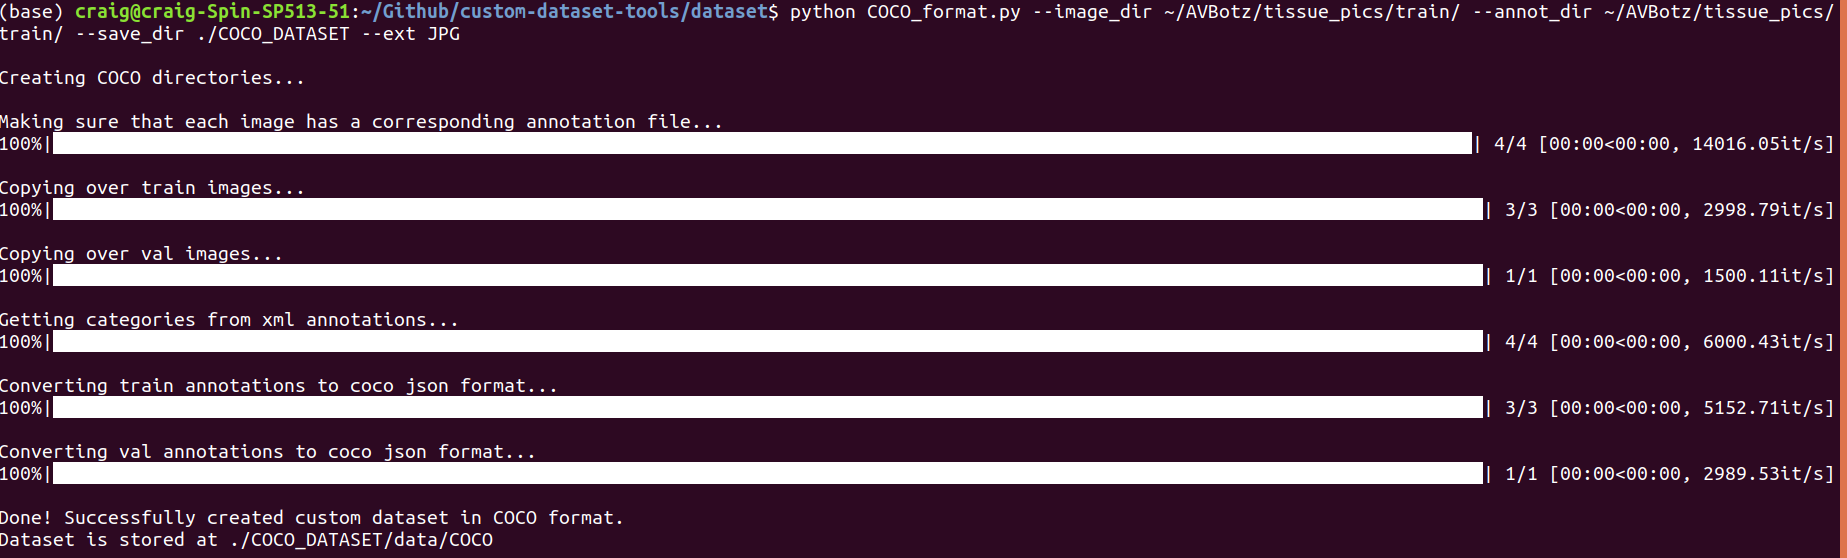 (base) craig@craig-Spin-SP513-51:~/Github/custom-dataset-tools/dataset$ python COCO_format.py --image_dir ~/AVBotz/tissue_pics/train/ --annot_dir ~/AVBotz/tissue_pics/
train/ --save_dir ./COCO_DATASET --ext JPG
Creating COCO directories...
Making sure that each image has a corresponding annotation file...
100%| | 4/4 [00:00<00:00, 14016.05it/s]
Copying over train images...
100%| | 3/3 [00:00<00:00, 2998.79it/s]
Copying over val images...
100%| | 1/1 [00:00<00:00, 1500.11it/s]
Getting categories from xml annotations...
100%| | 4/4 [00:00<00:00, 6000.43it/s]
Converting train annotations to coco json format...
100%| | 3/3 [00:00<00:00, 5152.71it/s]
Converting val annotations to coco json format...
100%| | 1/1 [00:00<00:00, 2989.53it/s]
Done! Successfully created custom dataset in COCO format.
Dataset is stored at ./COCO_DATASET/data/COCO